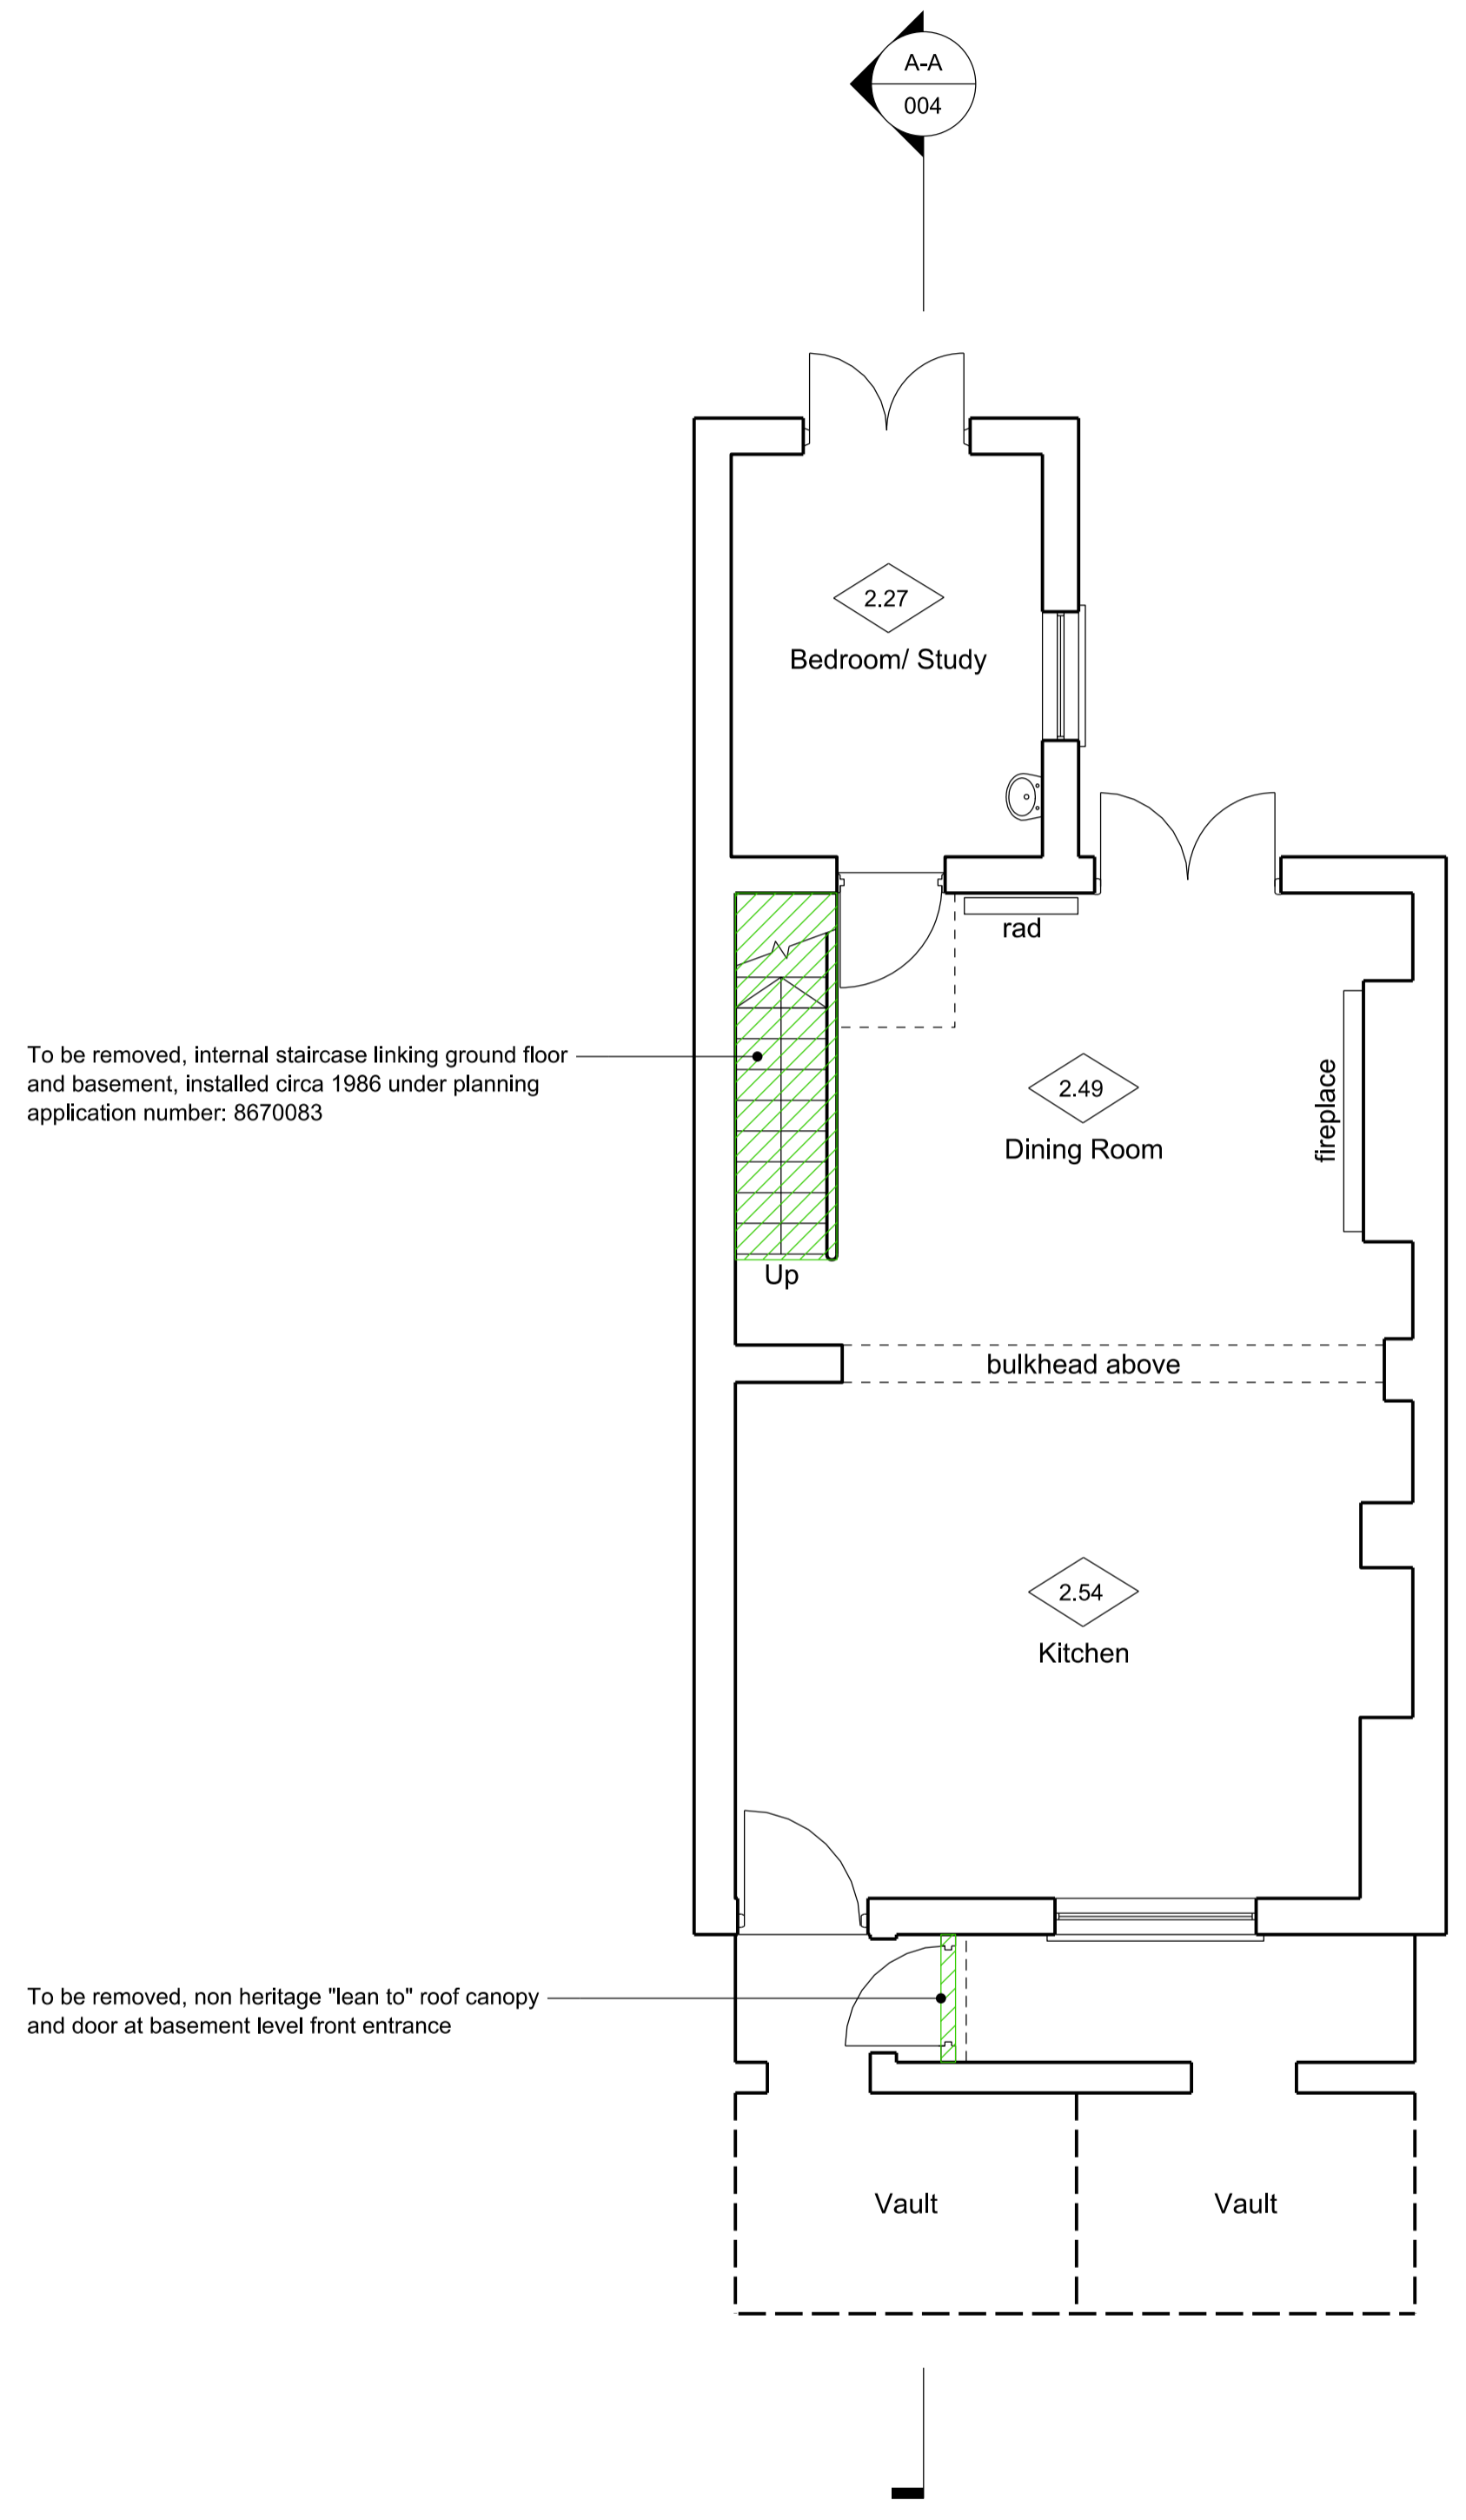 A-A
004
2.27
Bedroom/ Study
rad
To be removed, internal staircase linking ground floor
and basement, installed circa 1986 under planning
application number: 8670083
2.49
Dining Room
fireplace
Up
bulkhead above
2.54
Kitchen
To be removed, non heritage "lean to" roof canopy
and door at basement level front entrance
Vault
Vault